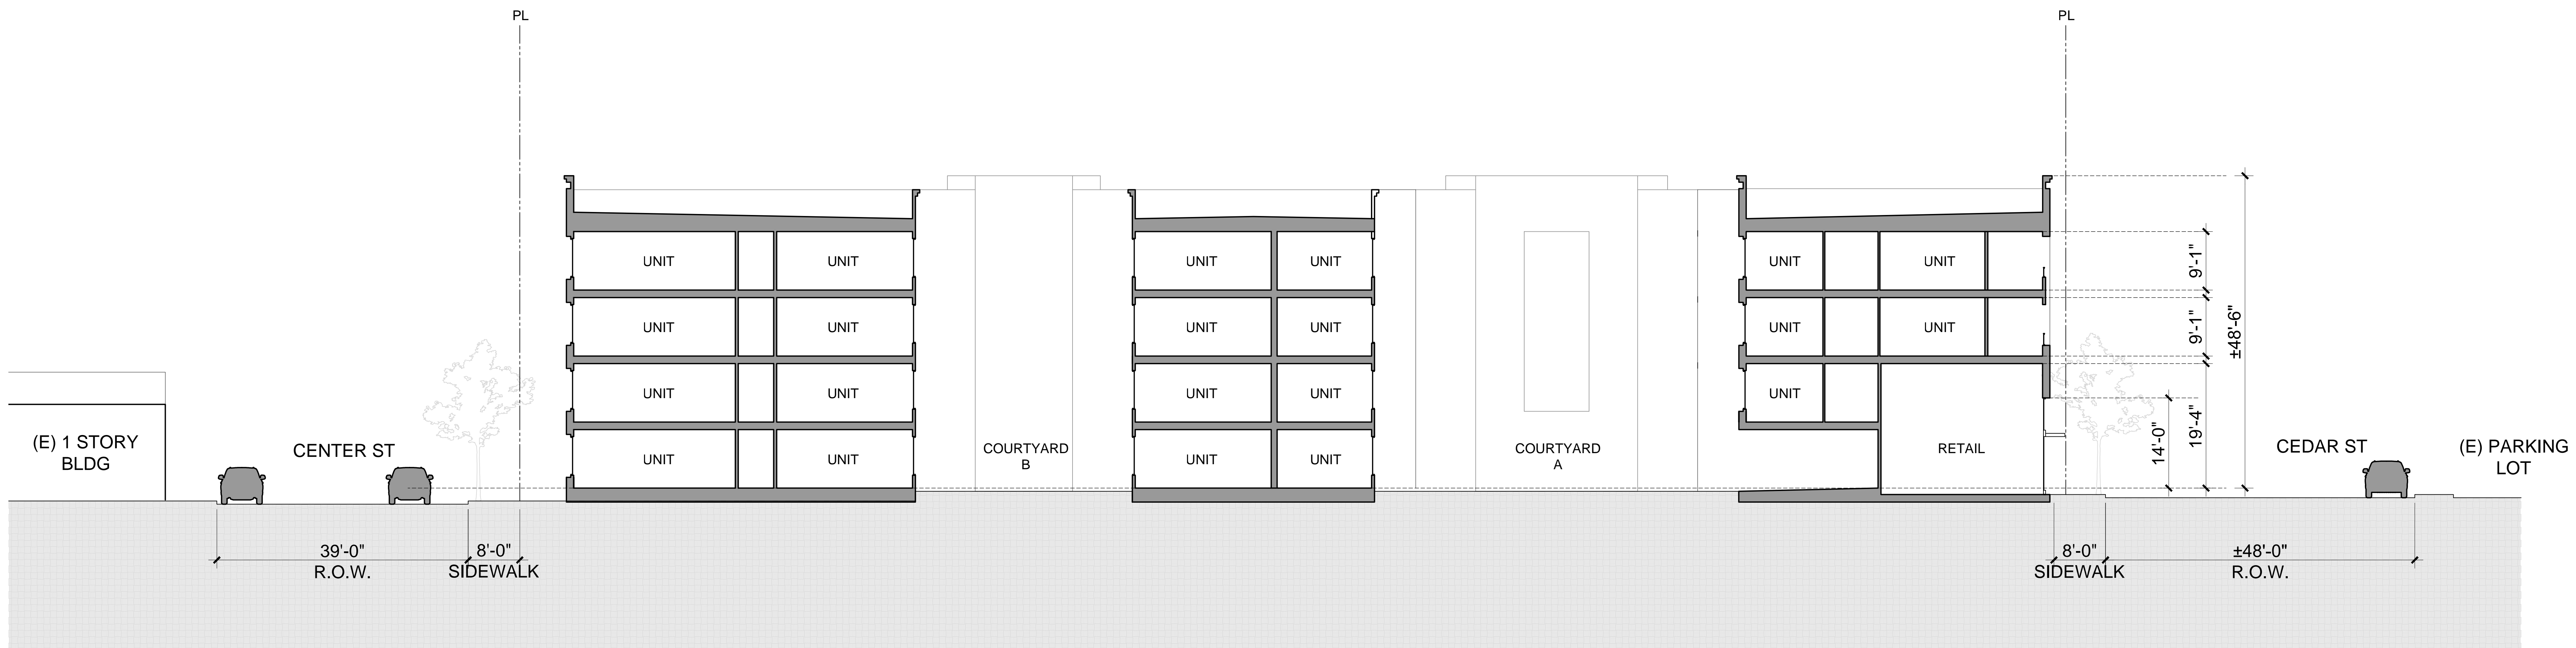 PL
PL
UNIT
UNIT
UNIT
UNIT
UNIT
UNIT
9'-1"
UNIT
UNIT
UNIT
UNIT
UNIT
UNIT
9'-1"
±48'-6"
UNIT
UNIT
UNIT
UNIT
UNIT
19'-4"
14'-0"
(E) 1 STORY
BLDG
CENTER ST
UNIT
UNIT
COURTYARD
B
UNIT
UNIT
COURTYARD
A
RETAIL
CEDAR ST
(E) PARKING
LOT
39'-0"
R.O.W.
8'-0"
SIDEWALK
8'-0"
SIDEWALK
±48'-0"
R.O.W.